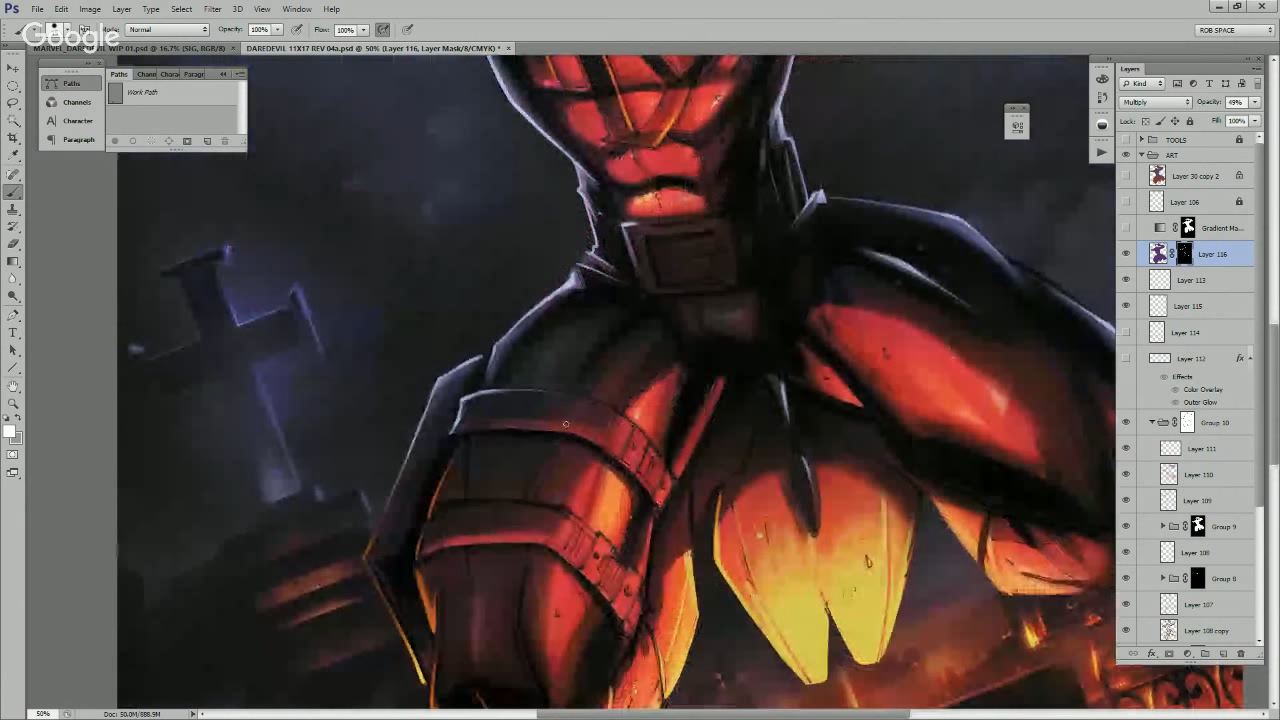 Ps File Edit Image Layer Type Select Filter 3D View Window Help
Mode: Normal Opacity: 100% Flow: 100% ROB SPACE
Google
MARVEL_DAREDEVIL WIP 01.psd @ 16.7% (SIG, RGB/8) × DAREDEVIL 11X17 REV 04a.psd @ 50% (Layer 116, Layer Mask/8/CMYK) * ×
Paths
Channels
Character
Paragraph
Paths Chann Charac Paragr
Work Path
Layers
Kind
Multiply Opacity: 49%
Lock: Fill: 100%
TOOLS
ART
Layer 30 copy 2
Layer 106
Gradient Ma...
Layer 116
Layer 113
Layer 115
Layer 114
Layer 112 fx
Effects
Color Overlay
Outer Glow
Group 10
Layer 111
Layer 110
Layer 109
Group 9
Layer 108
Group 8
Layer 107
Layer 108 copy
fx
50% Doc: 50.0M/888.9M